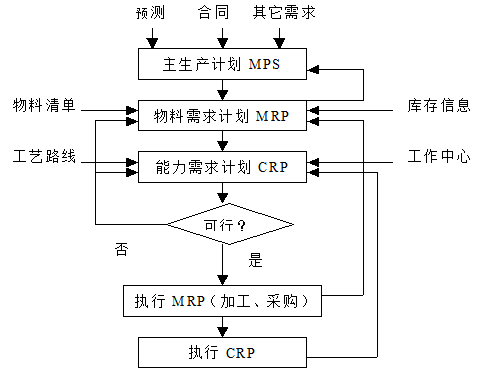 预测 合同 其它需求
主生产计划 MPS
物料清单 物料需求计划 MRP 库存信息
工艺路线 能力需求计划 CRP 工作中心
可行？
否
是
执行 MRP（加工、采购）
执行 CRP